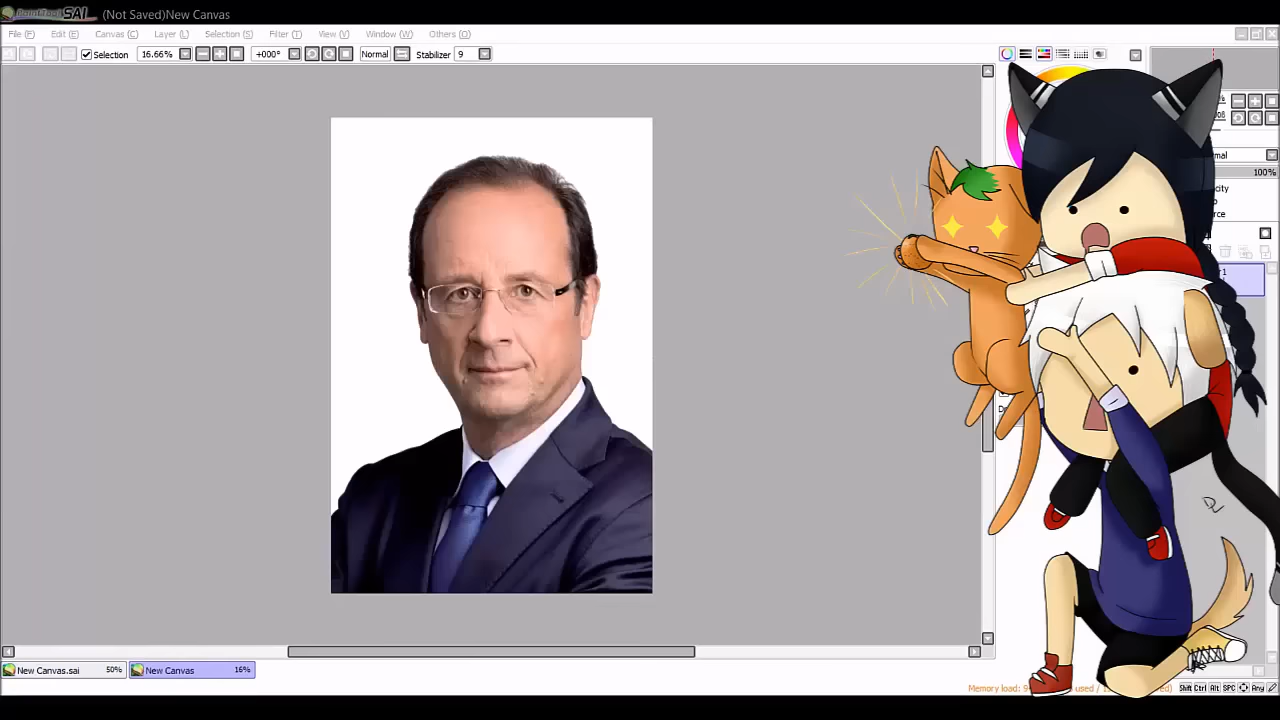 PaintTool SAI (Not Saved)New Canvas
File (F) Edit (E) Canvas (C) Layer (L) Selection (S) Filter (T) View (V) Window (W) Others (O)
Selection 16.66% +000° Normal Stabilizer 9
100%
New Canvas.sai 50% New Canvas 16%
Memory load:
Shift Ctrl Alt SPC Any